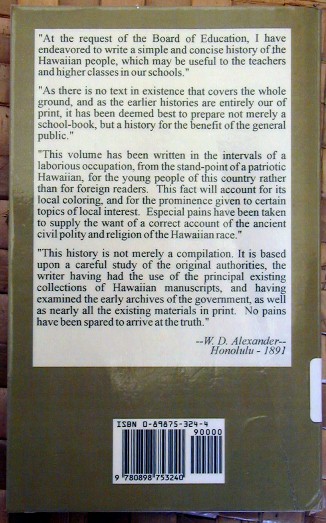 "At the request of the Board of Education, I have
endeavored to write a simple and concise history of the
Hawaiian people, which may be useful to the teachers
and higher classes in our schools."
"As there is no text in existence that covers the whole
ground, and as the earlier histories are entirely our of
print, it has been deemed best to prepare not merely a
school-book, but a history for the benefit of the general
public."
"This volume has been written in the intervals of a
laborious occupation, from the stand-point of a patriotic
Hawaiian, for the young people of this country rather
than for foreign readers. This fact will account for its
local coloring, and for the prominence given to certain
topics of local interest. Especial pains have been taken
to supply the want of a correct account of the ancient
civil polity and religion of the Hawaiian race."
"This history is not merely a compilation. It is based
upon a careful study of the original authorities, the
writer having had the use of the principal existing
collections of Hawaiian manuscripts, and having
examined the early archives of the government, as well
as nearly all the existing materials in print. No pains
have been spared to arrive at the truth."
--W. D. Alexander--
Honolulu - 1891
ISBN 0-89875-324-4
90000
9 780898 753240